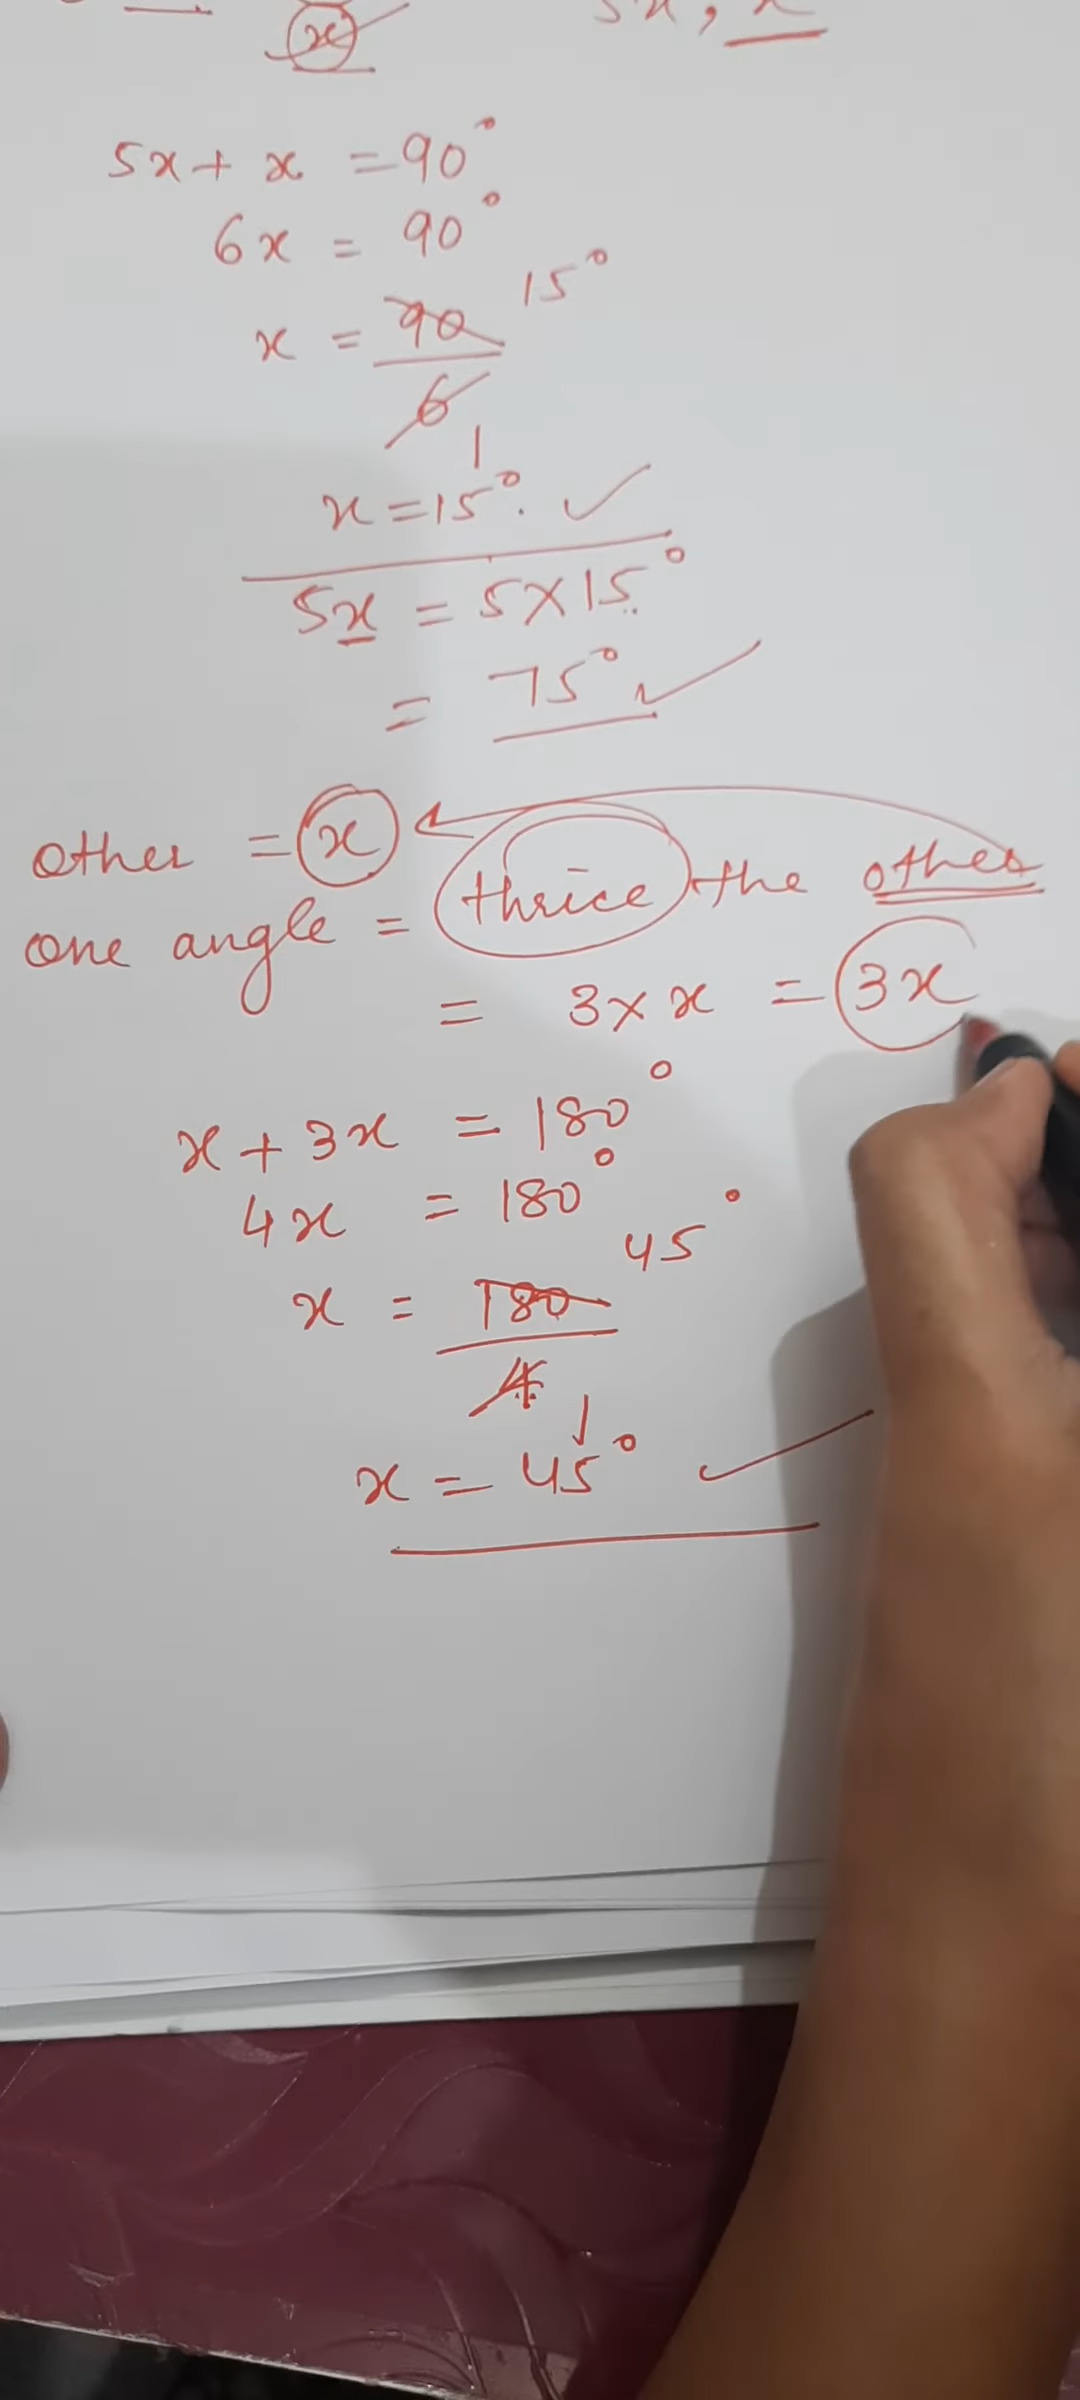 x 5x, x
5x + x = 90°
6x = 90°
x = 90/6 15°
1
x = 15°. ✓
5x = 5×15°
= 75° ✓
other = x
one angle = thrice the other
= 3 × x = 3x
x + 3x = 180°
4x = 180°
x = 180/4 45°
1
x = 45° ✓